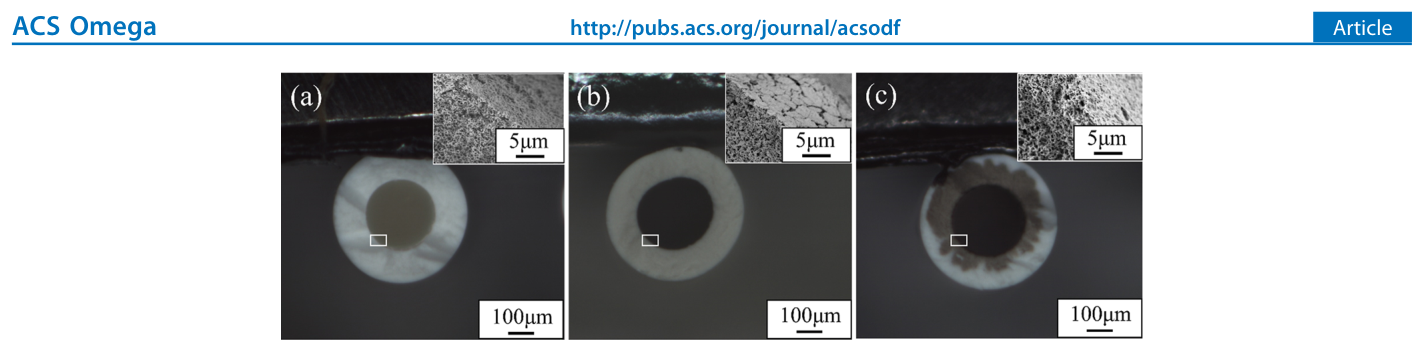 ACS Omega http://pubs.acs.org/journal/acsodf Article
(a) 5μm 100μm
(b) 5μm 100μm
(c) 5μm 100μm